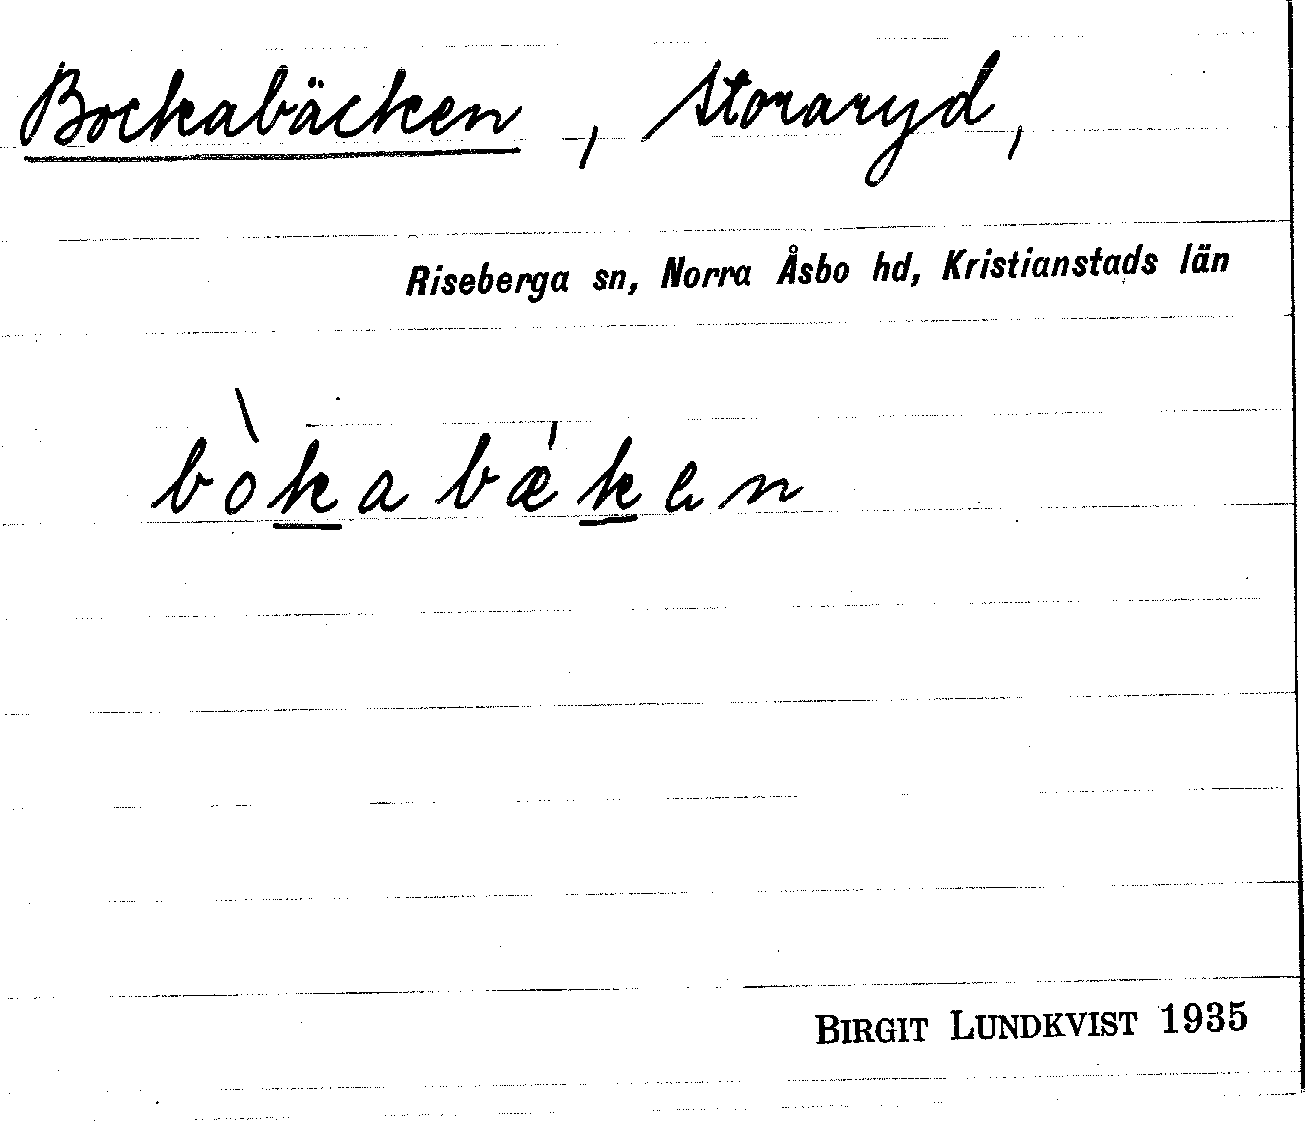 Bockabäcken, Storaryd,
Riseberga sn, Norra Åsbo hd, Kristianstads län
bòkabǽken
BIRGIT LUNDKVIST 1935